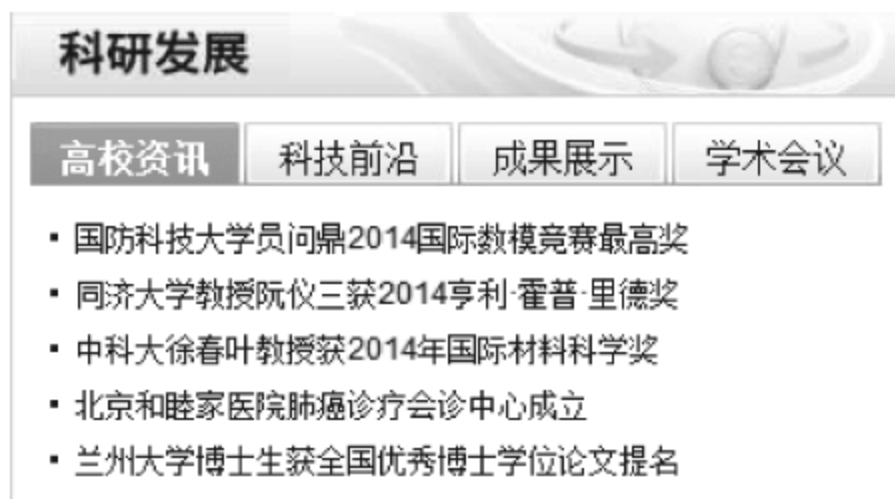 科研发展
高校资讯 科技前沿 成果展示 学术会议
国防科技大学员问鼎2014国际数模竞赛最高奖
同济大学教授阮仪三获2014亨利·霍普·里德奖
中科大徐春叶教授获2014年国际材料科学奖
北京和睦家医院肺癌诊疗会诊中心成立
兰州大学博士生获全国优秀博士学位论文提名